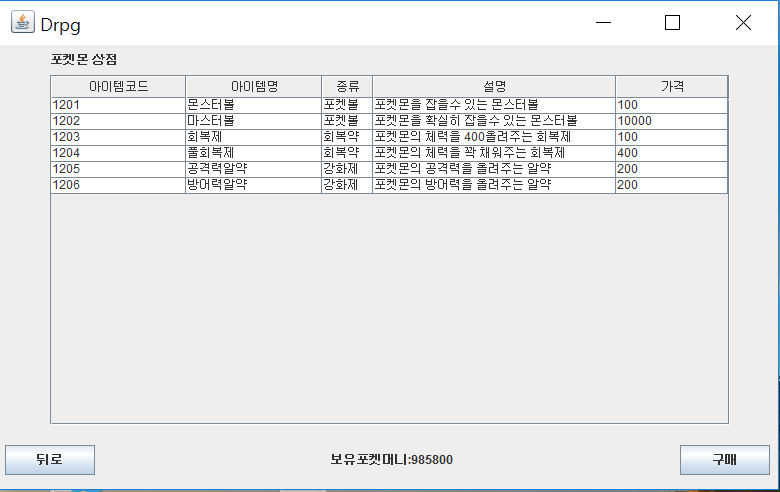 Drpg
포켓몬 상점
아이템코드 아이템명 종류 설명 가격
1201 몬스터볼 포켓볼 포켓몬을 잡을수 있는 몬스터볼 100
1202 마스터볼 포켓볼 포켓몬을 확실히 잡을수 있는 몬스터볼 10000
1203 회복제 회복약 포켓몬의 체력을 400올려주는 회복제 100
1204 풀회복제 회복약 포켓몬의 체력을 꽉 채워주는 회복제 400
1205 공격력알약 강화제 포켓몬의 공격력을 올려주는 알약 200
1206 방어력알약 강화제 포켓몬의 방어력을 올려주는 알약 200
뒤로 보유포켓머니:985800 구매